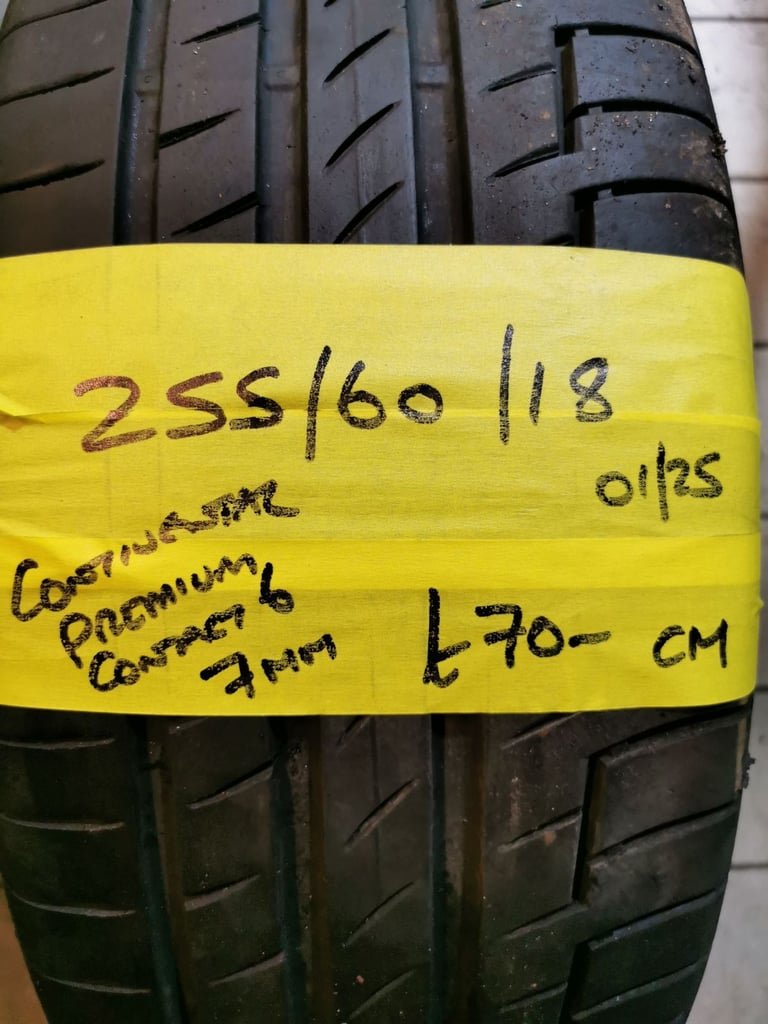 255/60/18
01/25
CONTINENTAL
PREMIUM
CONTACT 6
7MM
£70- CM